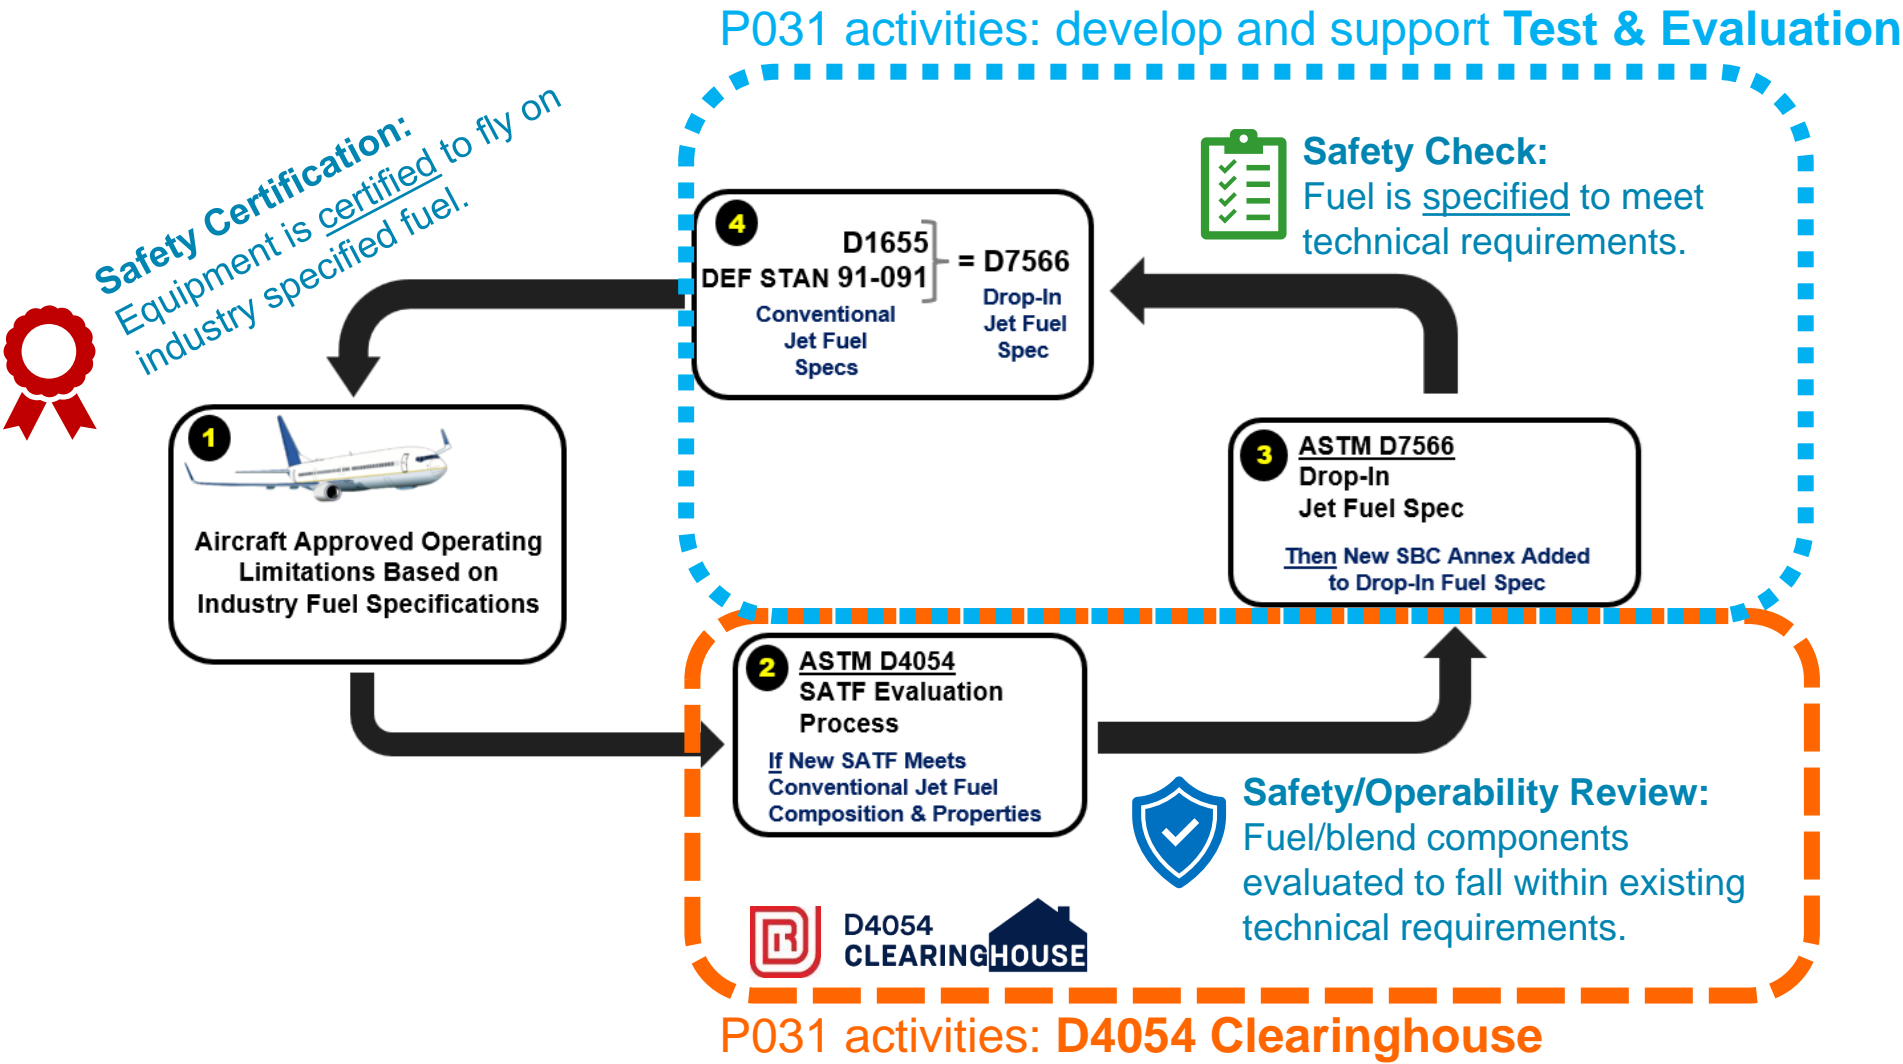 P031 activities: develop and support Test & Evaluation
Safety Certification:
Equipment is certified to fly on
industry specified fuel.
Safety Check:
Fuel is specified to meet
technical requirements.
4
D1655
DEF STAN 91-091
= D7566
Conventional
Jet Fuel
Specs
Drop-In
Jet Fuel
Spec
1
Aircraft Approved Operating
Limitations Based on
Industry Fuel Specifications
3
ASTM D7566
Drop-In
Jet Fuel Spec
Then New SBC Annex Added
to Drop-In Fuel Spec
2
ASTM D4054
SATF Evaluation
Process
If New SATF Meets
Conventional Jet Fuel
Composition & Properties
Safety/Operability Review:
Fuel/blend components
evaluated to fall within existing
technical requirements.
D4054
CLEARINGHOUSE
P031 activities: D4054 Clearinghouse